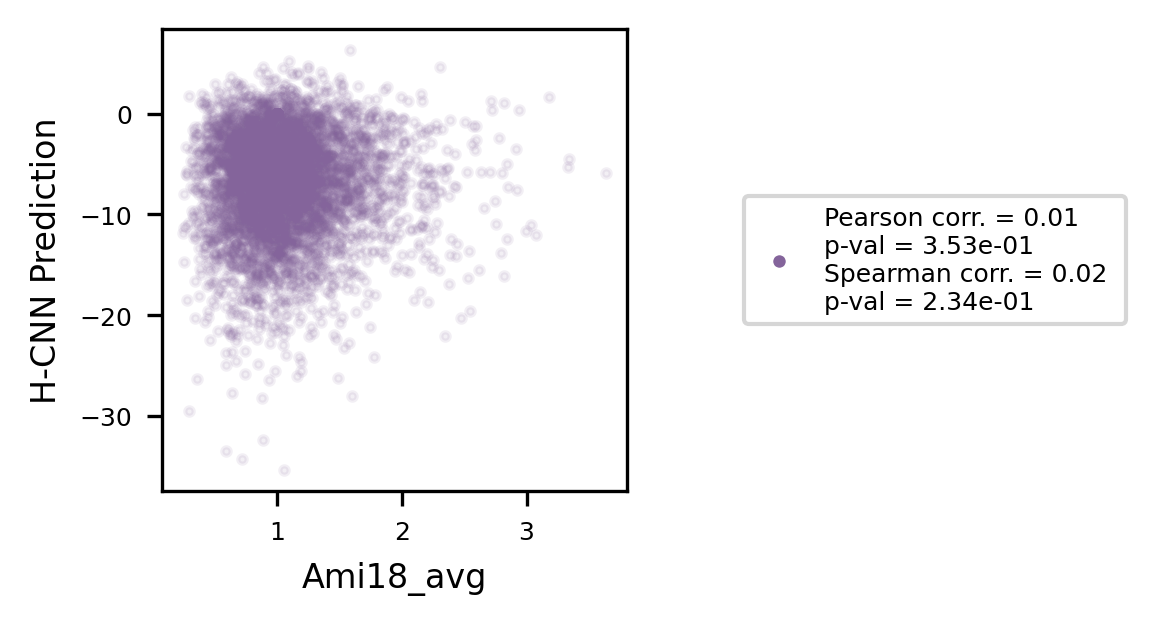 0
−10
−20
−30
H-CNN Prediction
1 2 3
Ami18_avg
Pearson corr. = 0.01
p-val = 3.53e-01
Spearman corr. = 0.02
p-val = 2.34e-01